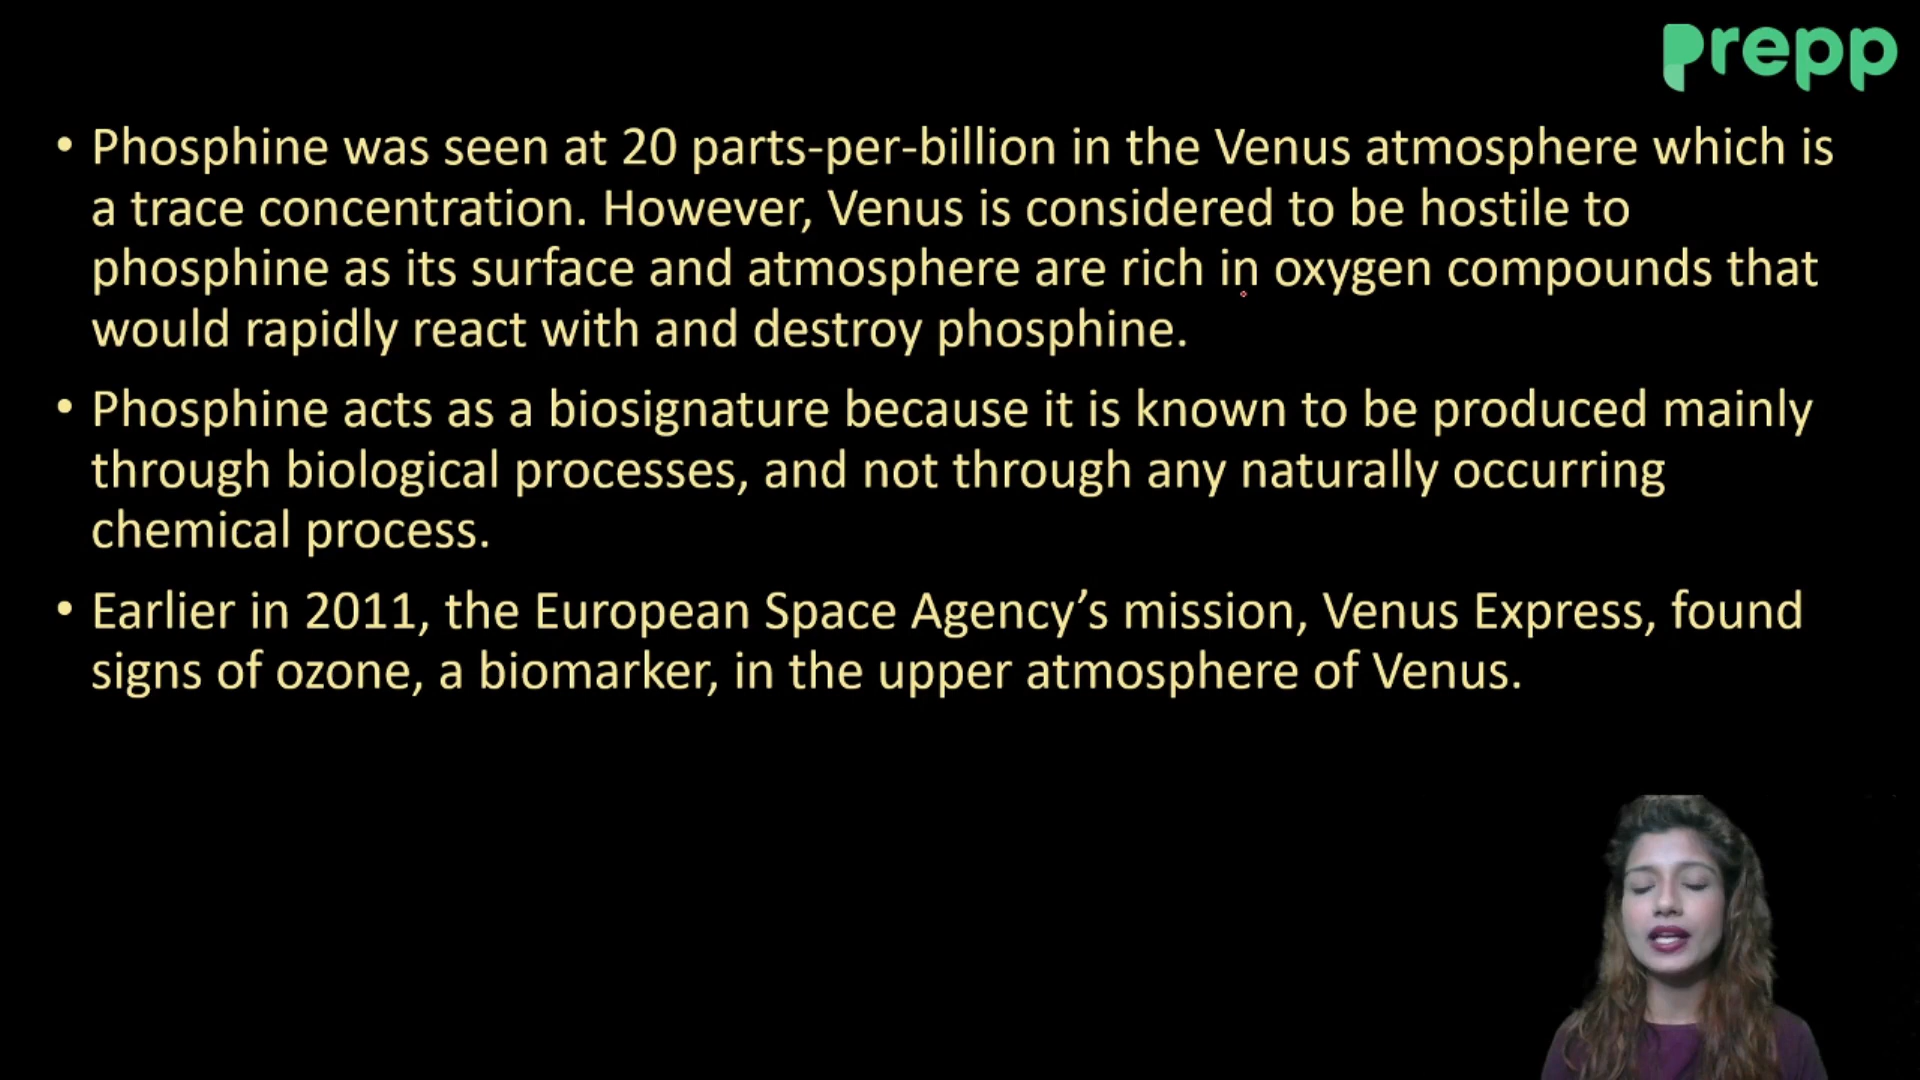 prepp
• Phosphine was seen at 20 parts-per-billion in the Venus atmosphere which is
a trace concentration. However, Venus is considered to be hostile to
phosphine as its surface and atmosphere are rich in oxygen compounds that
would rapidly react with and destroy phosphine.
• Phosphine acts as a biosignature because it is known to be produced mainly
through biological processes, and not through any naturally occurring
chemical process.
• Earlier in 2011, the European Space Agency’s mission, Venus Express, found
signs of ozone, a biomarker, in the upper atmosphere of Venus.